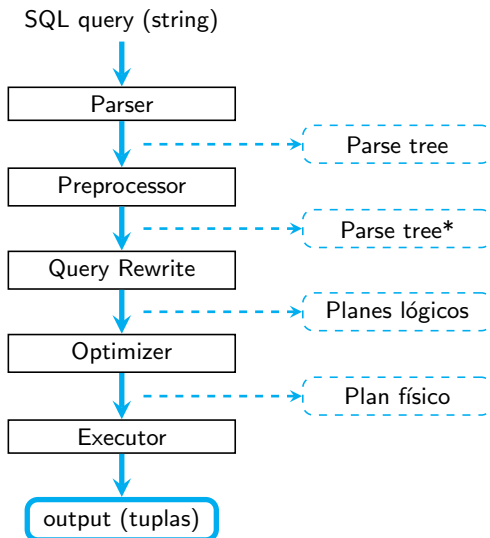 SQL query (string)
Parser
Parse tree
Preprocessor
Parse tree*
Query Rewrite
Planes lógicos
Optimizer
Plan físico
Executor
output (tuplas)